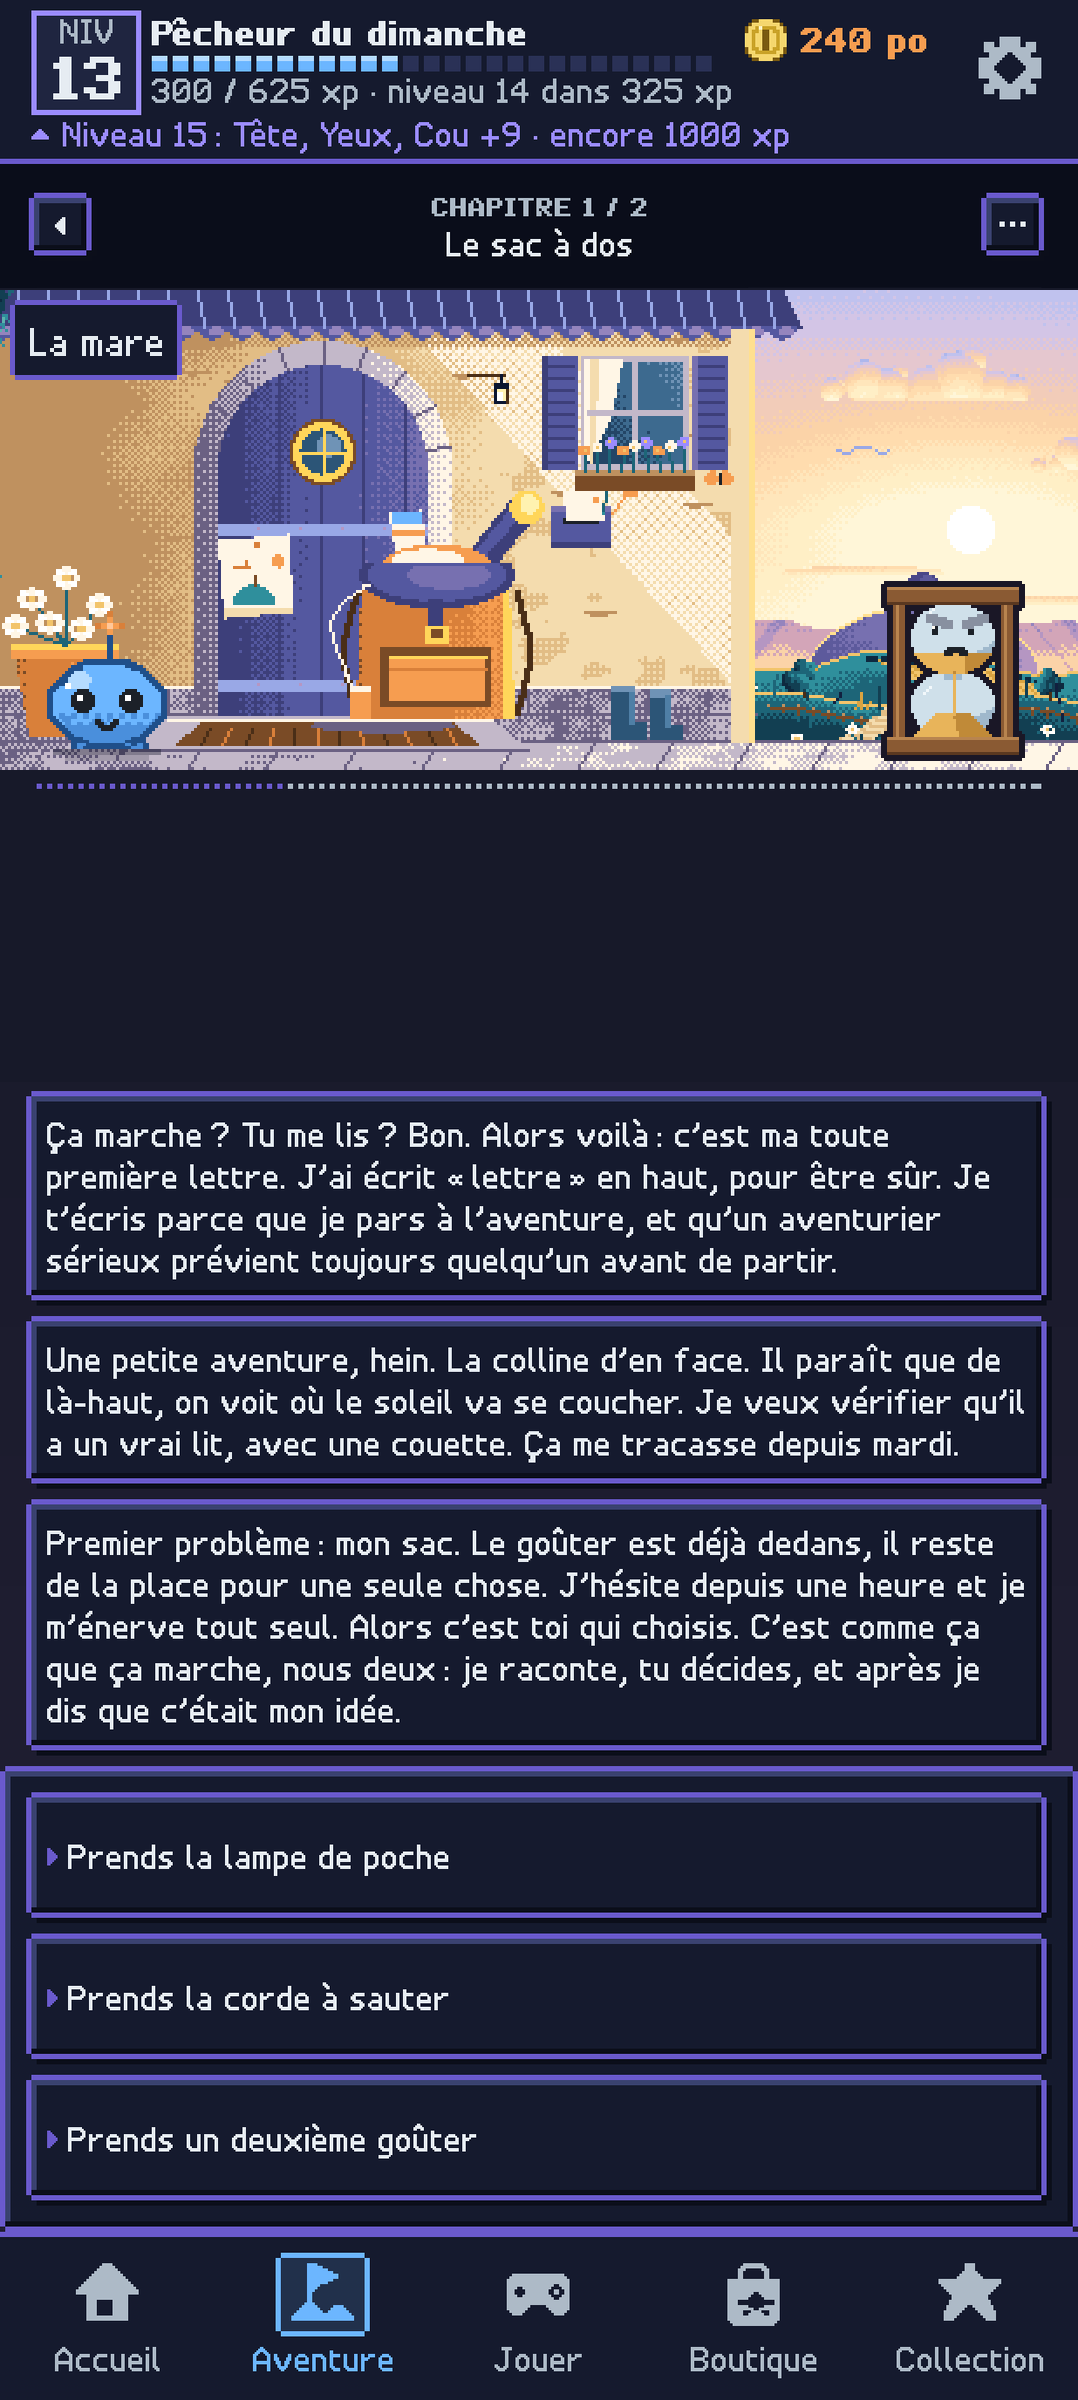 NIV
13
Pêcheur du dimanche
240 po
300 / 625 xp · niveau 14 dans 325 xp
Niveau 15 : Tête, Yeux, Cou +9 · encore 1000 xp
CHAPITRE 1 / 2
Le sac à dos
La mare
Ça marche ? Tu me lis ? Bon. Alors voilà : c’est ma toute
première lettre. J’ai écrit « lettre » en haut, pour être sûr. Je
t’écris parce que je pars à l’aventure, et qu’un aventurier
sérieux prévient toujours quelqu’un avant de partir.
Une petite aventure, hein. La colline d’en face. Il paraît que de
là-haut, on voit où le soleil va se coucher. Je veux vérifier qu’il
a un vrai lit, avec une couette. Ça me tracasse depuis mardi.
Premier problème : mon sac. Le goûter est déjà dedans, il reste
de la place pour une seule chose. J’hésite depuis une heure et je
m’énerve tout seul. Alors c’est toi qui choisis. C’est comme ça
que ça marche, nous deux : je raconte, tu décides, et après je
dis que c’était mon idée.
Prends la lampe de poche
Prends la corde à sauter
Prends un deuxième goûter
Accueil
Aventure
Jouer
Boutique
Collection